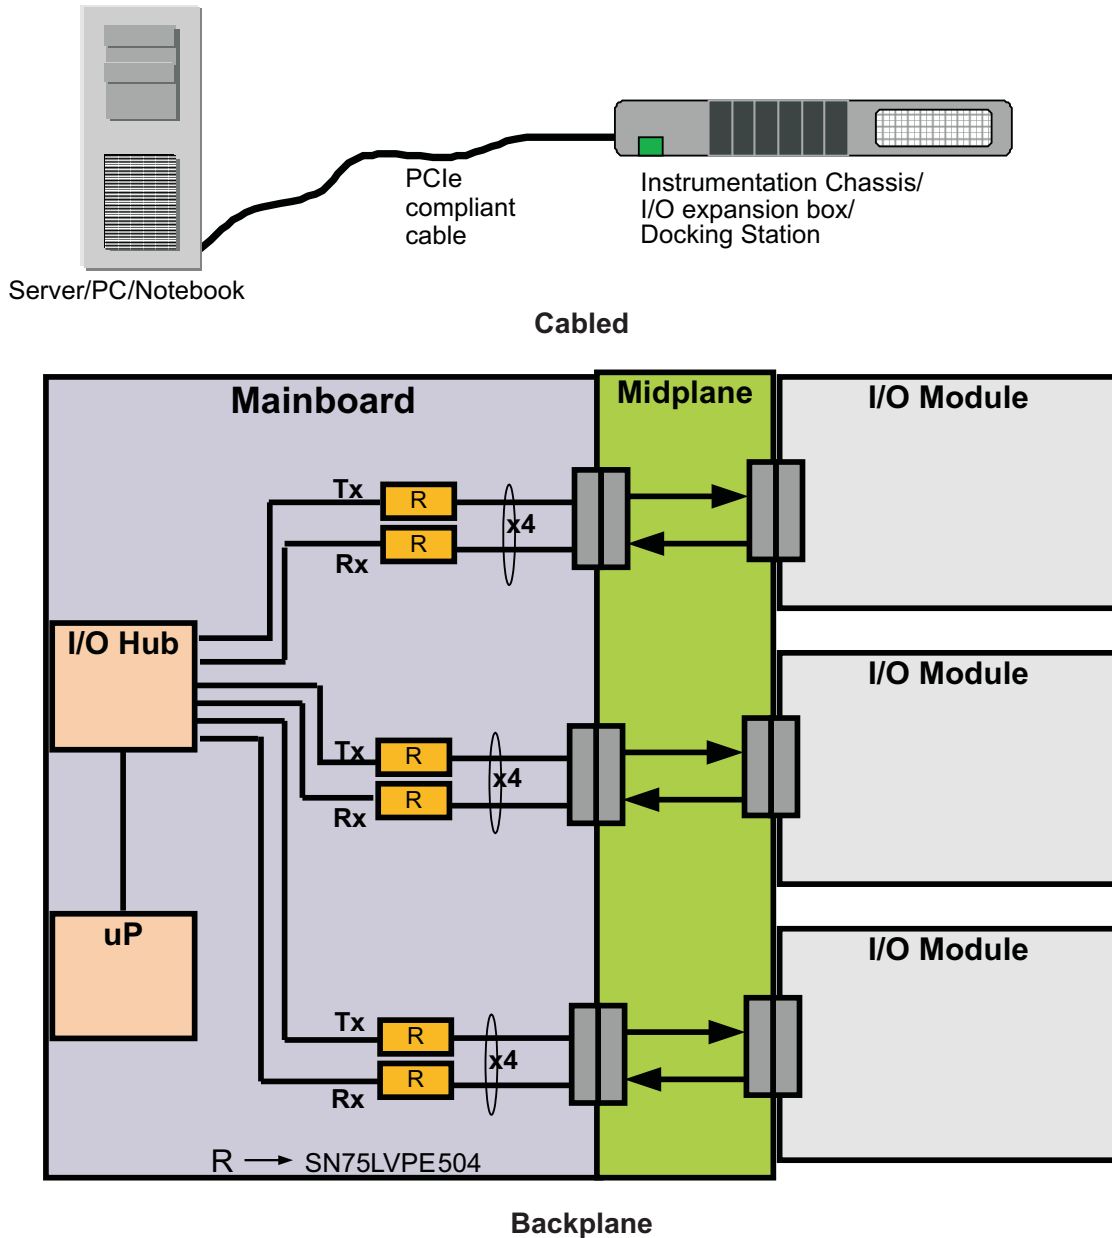 PCIe
compliant
cable
Instrumentation Chassis/
I/O expansion box/
Docking Station
Server/PC/Notebook
Cabled
Mainboard
Midplane
I/O Module
Tx
R
x4
R
Rx
I/O Hub
I/O Module
Tx
R
x4
R
Rx
uP
I/O Module
Tx
R
x4
R
Rx
R SN75LVPE504
Backplane